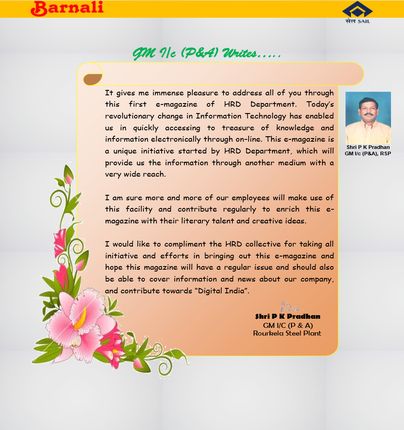 Barnali
सेल SAIL
GM I/c (P&A) Writes.....
It gives me immense pleasure to address all of you through
this first e-magazine of HRD Department. Today's
revolutionary change in Information Technology has enabled
us in quickly accessing to treasure of knowledge and
information electronically through on-line. This e-magazine is
a unique initiative started by HRD Department, which will
provide us the information through another medium with a
very wide reach.
I am sure more and more of our employees will make use of
this facility and contribute regularly to enrich this e-
magazine with their literary talent and creative ideas.
I would like to compliment the HRD collective for taking all
initiative and efforts in bringing out this e-magazine and
hope this magazine will have a regular issue and should also
be able to cover information and news about our company,
and contribute towards "Digital India".
Shri P K Pradhan
GM I/C (P & A)
Rourkela Steel Plant
Shri P K Pradhan
GM I/c (P&A), RSP